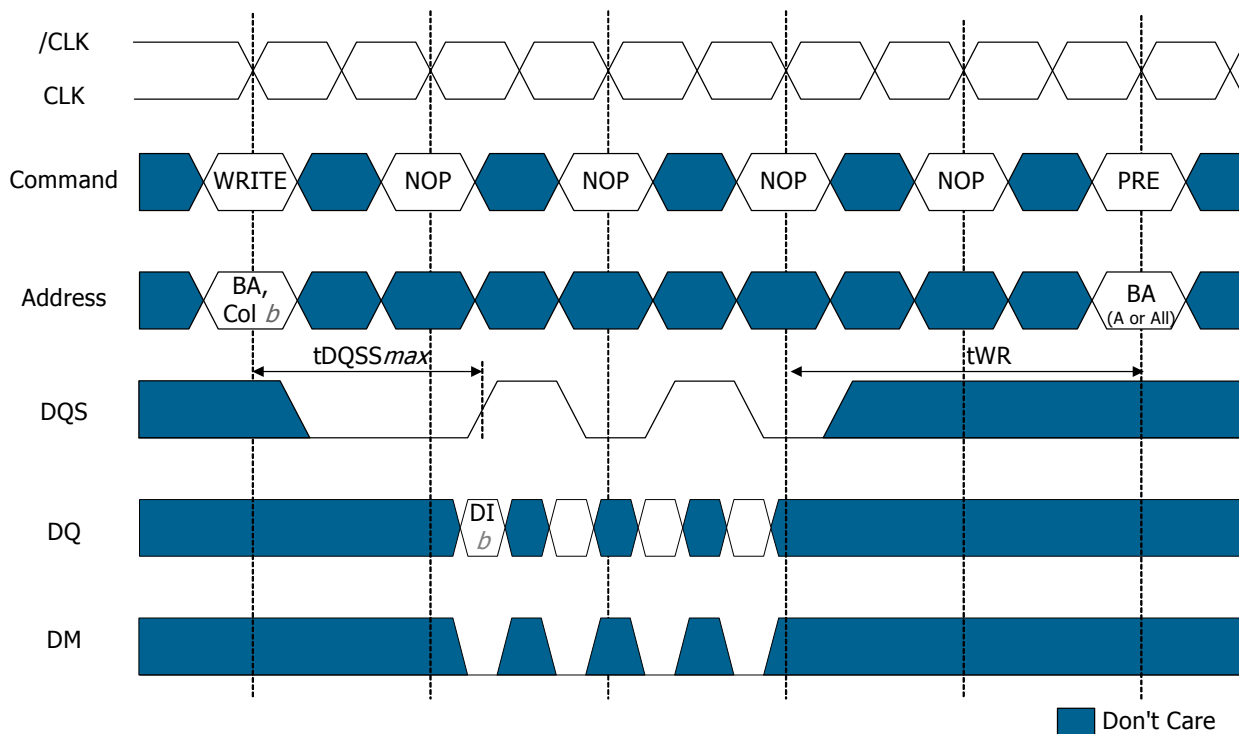 /CLK
CLK
Command
WRITE
NOP
NOP
NOP
NOP
PRE
Address
BA,
Col b
BA
(A or All)
tDQSSmax
tWR
DQS
DQ
DI
b
DM
Don't Care